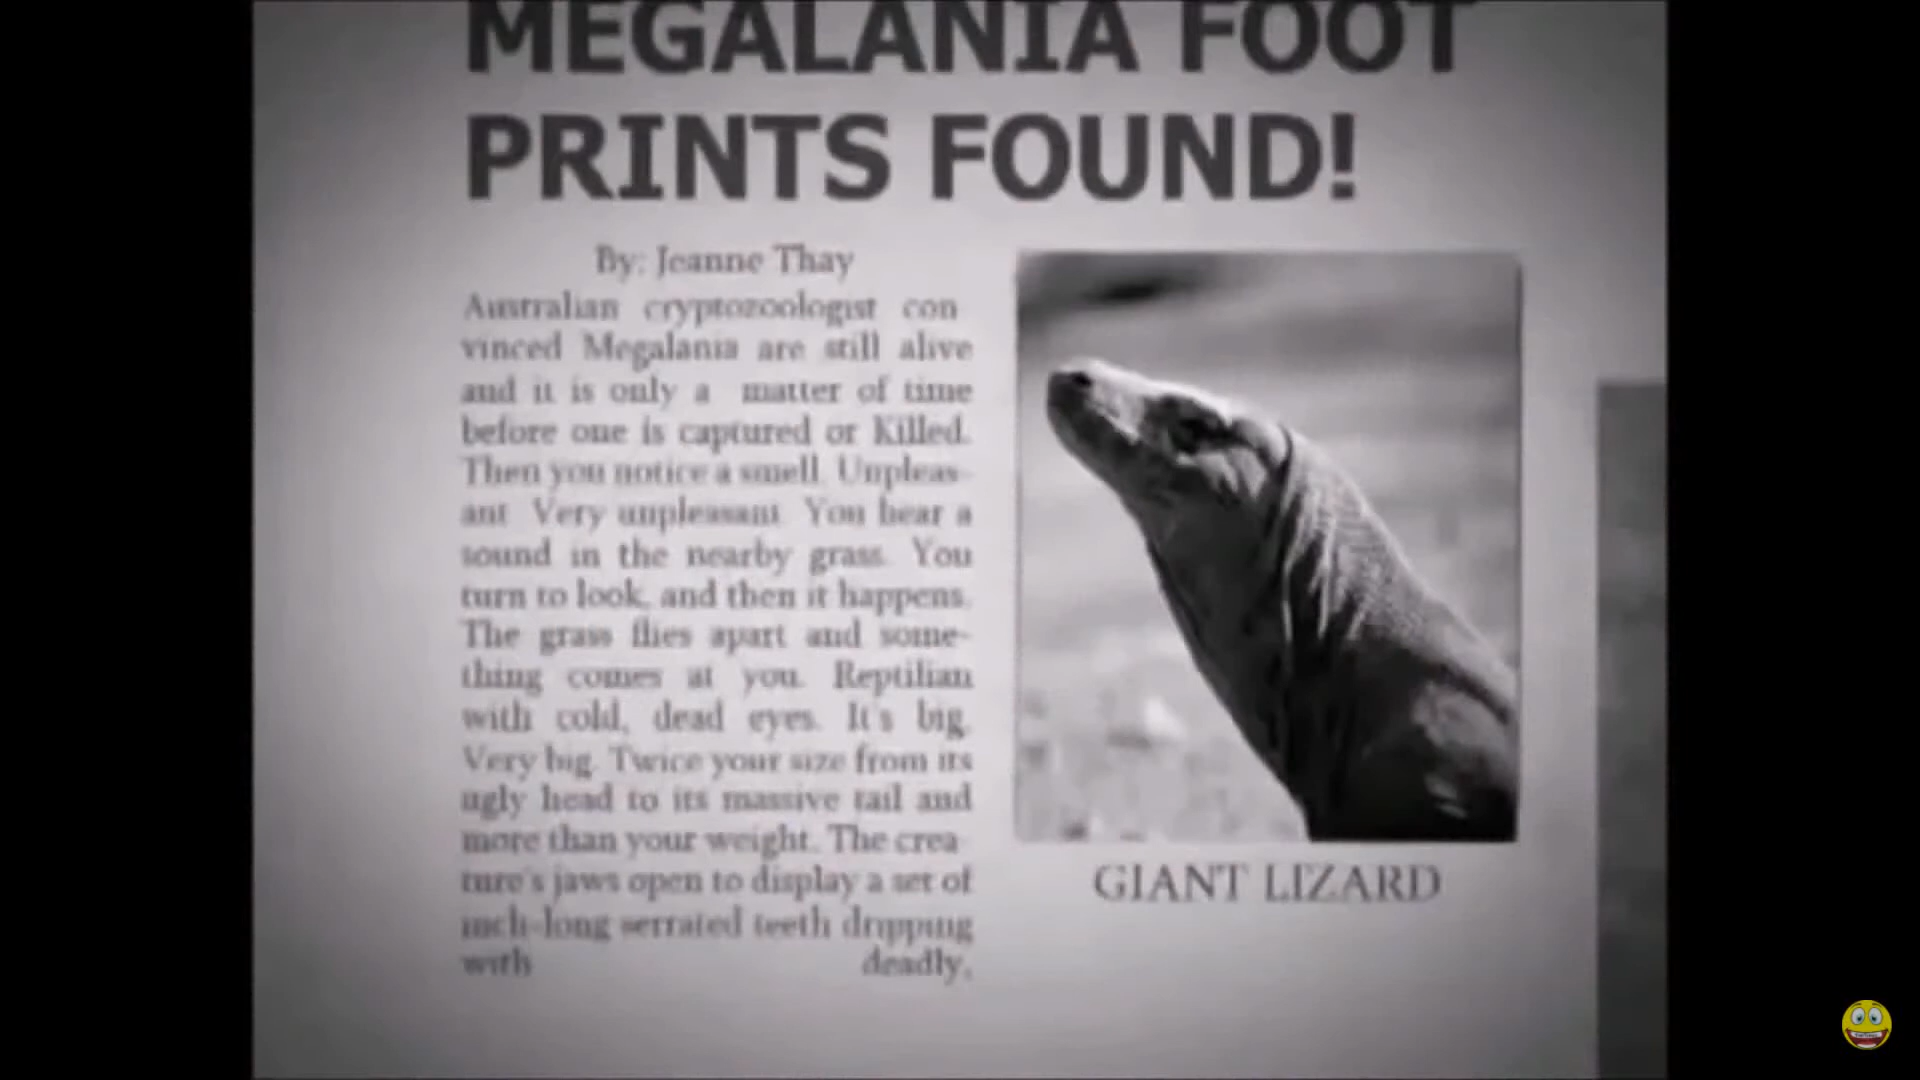 MEGALANIA FOOT
PRINTS FOUND!
By: Jeanne Thay
Australian cryptozoologist con
vinced Megalania are still alive
and it is only a matter of time
before one is captured or Killed.
Then you notice a smell. Unpleas-
ant. Very unpleasant. You hear a
sound in the nearby grass. You
turn to look, and then it happens.
The grass flies apart and some-
thing comes at you. Reptilian
with cold, dead eyes. It's big.
Very big. Twice your size from its
ugly head to its massive tail and
more than your weight. The crea
ture's jaws open to display a set of
inch-long serrated teeth dripping
with deadly,
GIANT LIZARD